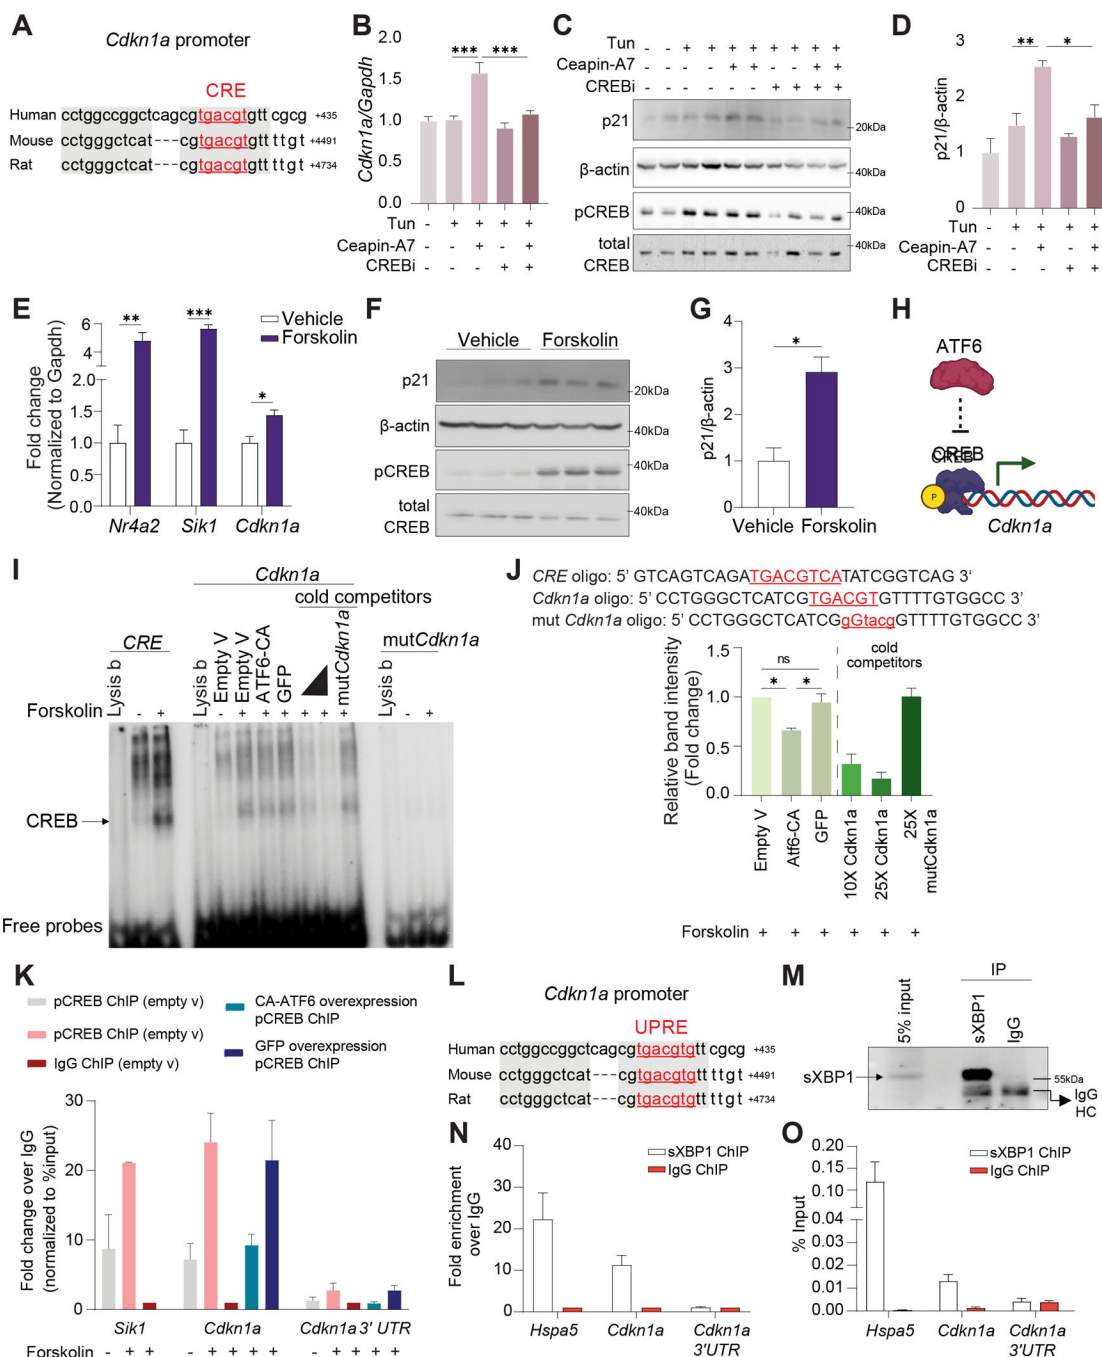 A
Cdkn1a promoter
CRE
Human cctggccggctcagcgtgacgtgtt cgcg +435
Mouse cctgggctcat---cgtgacgtgttttgt +4491
Rat cctgggctcat---cgtgacgtgttttgt +4734
B
Cdkn1a/Gapdh
2.0
1.5
1.0
0.5
0.0
*** ***
Tun - + + + +
Ceapin-A7 - - + - +
CREBi - - - + +
C
Tun - - + + + + + + + +
Ceapin-A7 - - - - + + - - + +
CREBi - - - - - - + + + +
p21
20kDa
β-actin
40kDa
pCREB
40kDa
total
CREB
40kDa
D
p21/β-actin
3
2
1
0
** *
Tun - + + + +
Ceapin-A7 - - + - +
CREBi - - - + +
E
Fold change
(Normalized to Gapdh)
6
4
2.0
1.5
1.0
0.5
0.0
** *** *
Vehicle
Forskolin
Nr4a2 Sik1 Cdkn1a
F
Vehicle Forskolin
p21
20kDa
β-actin
40kDa
pCREB
40kDa
total
CREB
40kDa
G
p21/β-actin
4
3
2
1
0
*
Vehicle Forskolin
H
ATF6
CREB
CREB
P
Cdkn1a
I
Cdkn1a
cold competitors
CRE
mutCdkn1a
Lysis b
Lysis b
Empty V
Empty V
ATF6-CA
GFP
mutCdkn1a
Lysis b
Forskolin - + - + + + + + + - +
CREB
Free probes
J
CRE oligo: 5' GTCAGTCAGATGACGTCATATCGGTCAG 3'
Cdkn1a oligo: 5' CCTGGGCTCATCGTGACGTGTTTTGTGGCC 3'
mut Cdkn1a oligo: 5' CCTGGGCTCATCGgGtacgGTTTTGTGGCC 3'
Relative band intensity
(Fold change)
1.5
1.0
0.5
0.0
ns
* *
cold
competitors
Empty V
Atf6-CA
GFP
10X Cdkn1a
25X Cdkn1a
25X
mutCdkn1a
Forskolin + + + + + +
K
pCREB ChIP (empty v)
pCREB ChIP (empty v)
IgG ChIP (empty v)
CA-ATF6 overexpression
pCREB ChIP
GFP overexpression
pCREB ChIP
Fold change over IgG
(normalized to %input)
30
20
10
0
Sik1 Cdkn1a Cdkn1a 3' UTR
Forskolin - + + - + + + + - + + + +
L
Cdkn1a promoter
UPRE
Human cctggccggctcagcgtgacgtgtt cgcg +435
Mouse cctgggctcat---cgtgacgtgttttgt +4491
Rat cctgggctcat---cgtgacgtgttttgt +4734
M
IP
5% input
sXBP1
IgG
sXBP1
55kDa
IgG
HC
N
Fold enrichment
over IgG
40
30
20
10
0
sXBP1 ChIP
IgG ChIP
Hspa5 Cdkn1a Cdkn1a
3'UTR
O
% Input
0.15
0.10
0.04
0.03
0.02
0.01
0.00
sXBP1 ChIP
IgG ChIP
Hspa5 Cdkn1a Cdkn1a
3'UTR